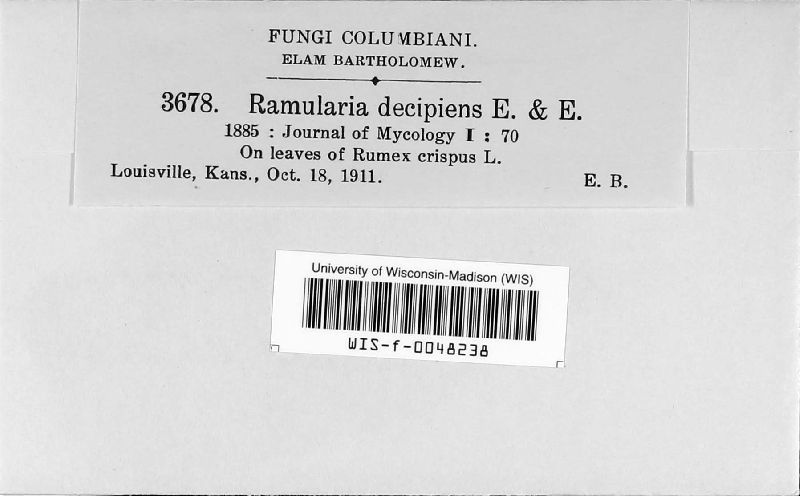 FUNGI COLUMBIANI.
ELAM BARTHOLOMEW.
3678. Ramularia decipiens E. & E.
1885 : Journal of Mycology I : 70
On leaves of Rumex crispus L.
Louisville, Kans., Oct. 18, 1911. E. B.
University of Wisconsin-Madison (WIS)
WIS-f-0048238